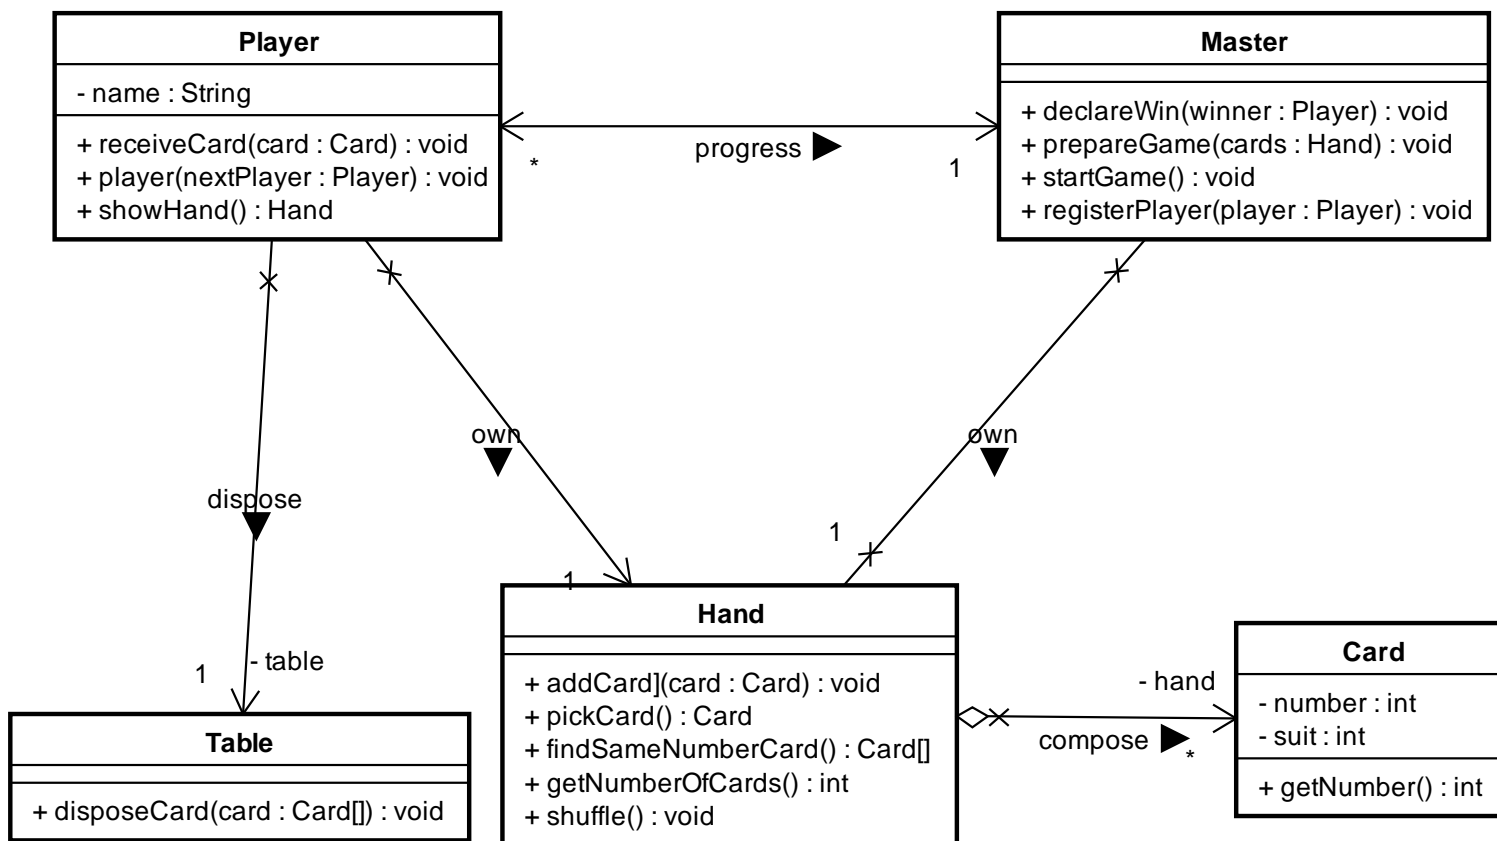 Player
- name : String
+ receiveCard(card : Card) : void
+ player(nextPlayer : Player) : void
+ showHand() : Hand
Master
+ declareWin(winner : Player) : void
+ prepareGame(cards : Hand) : void
+ startGame() : void
+ registerPlayer(player : Player) : void
progress
*
1
own
own
dispose
1
1
1
- table
Table
+ disposeCard(card : Card[]) : void
Hand
+ addCard](card : Card) : void
+ pickCard() : Card
+ findSameNumberCard() : Card[]
+ getNumberOfCards() : int
+ shuffle() : void
- hand
compose
*
Card
- number : int
- suit : int
+ getNumber() : int